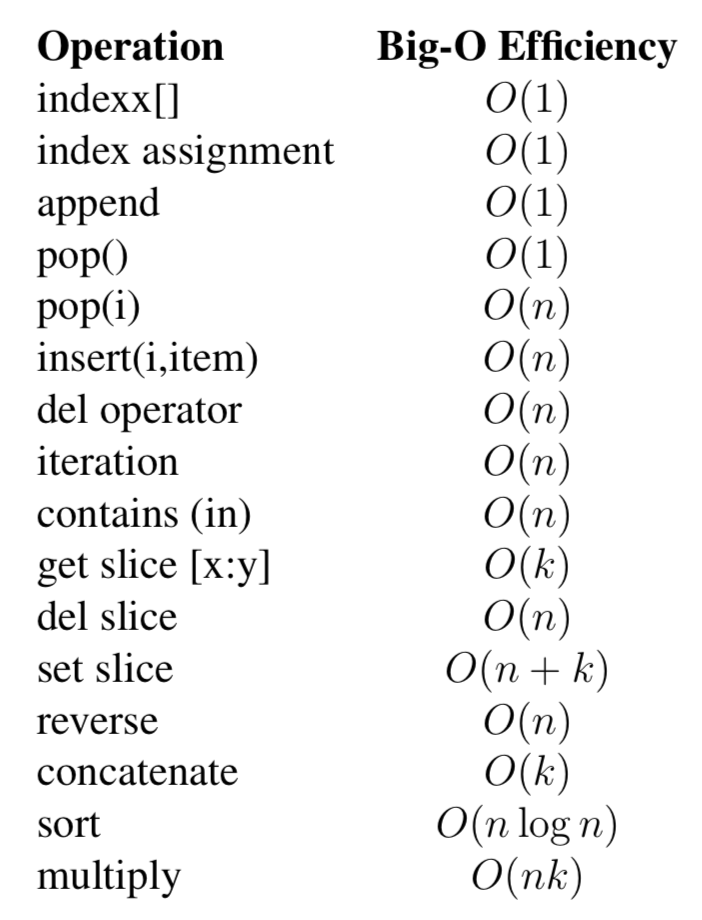 Operation Big-O Efficiency
indexx[] O(1)
index assignment O(1)
append O(1)
pop() O(1)
pop(i) O(n)
insert(i,item) O(n)
del operator O(n)
iteration O(n)
contains (in) O(n)
get slice [x:y] O(k)
del slice O(n)
set slice O(n + k)
reverse O(n)
concatenate O(k)
sort O(n log n)
multiply O(nk)